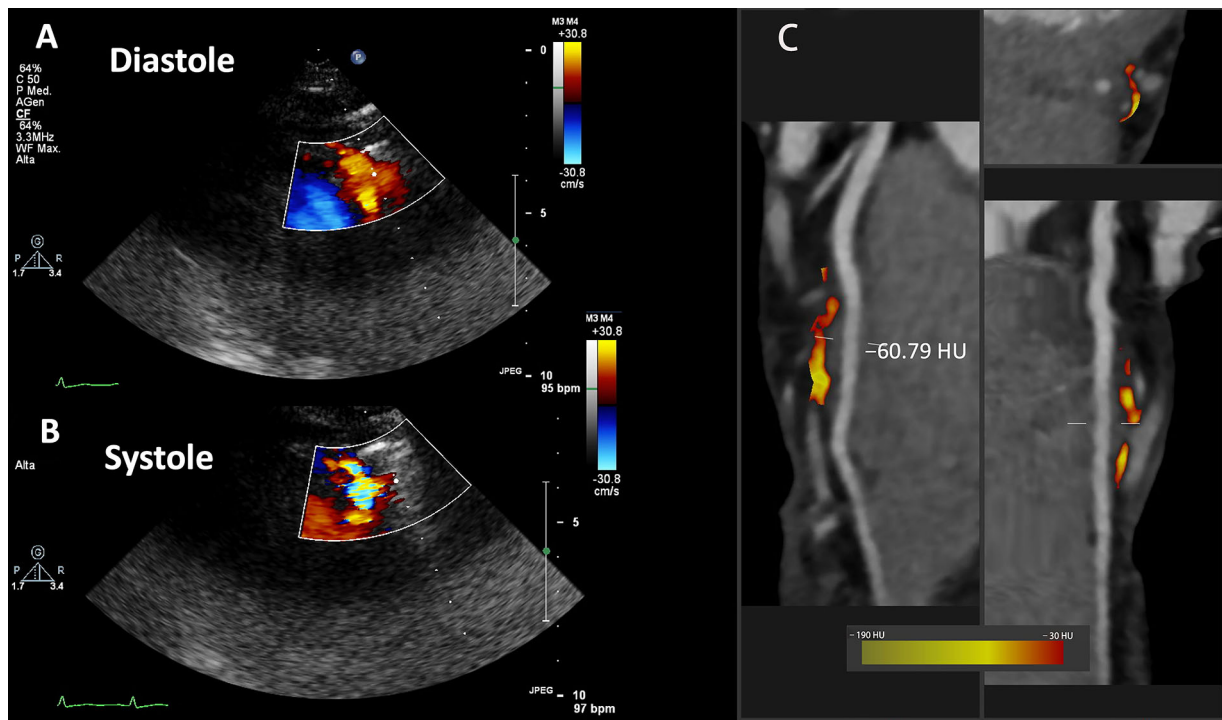 A
Diastole
64%
C 50
P Med.
AGen
CF
64%
3.3MHz
WF Max.
Alta
P
M3 M4
+30.8
-30.8
cm/s
0
5
G
P R
1.7 3.4
JPEG
10
95 bpm
B
Systole
Alta
M3 M4
+30.8
-30.8
cm/s
5
G
P R
1.7 3.4
JPEG
10
97 bpm
C
−60.79 HU
− 190 HU − 30 HU